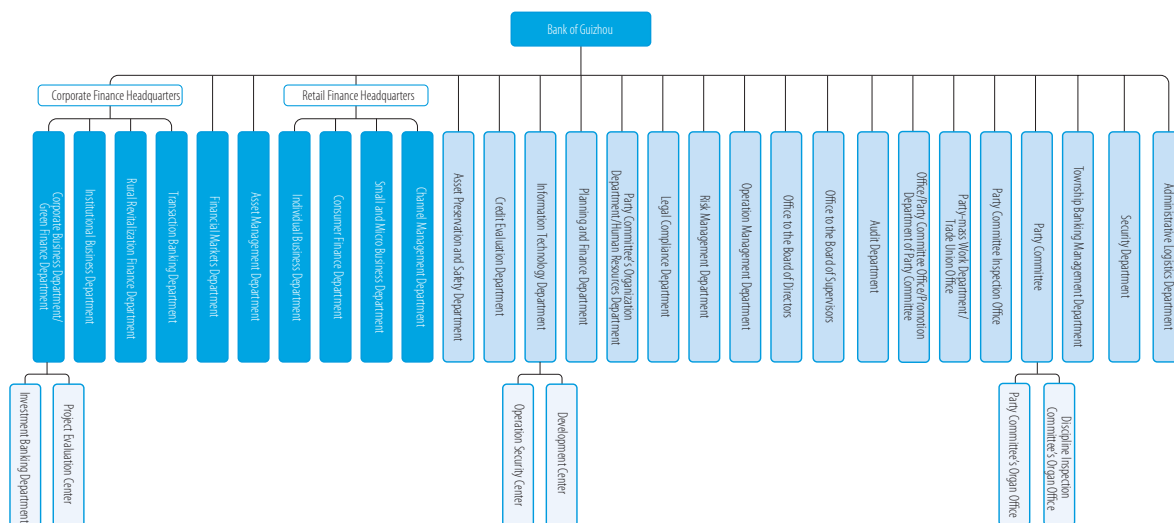 Bank of Guizhou
Corporate Finance Headquarters
Retail Finance Headquarters
Corporate Business Department/
Green Finance Department
Institutional Business Department
Rural Revitalization Finance Department
Transaction Banking Department
Financial Markets Department
Asset Management Department
Individual Business Department
Consumer Finance Department
Small and Micro Business Department
Channel Management Department
Asset Preservation and Safety Department
Credit Evaluation Department
Information Technology Department
Planning and Finance Department
Party Committee's Organization
Department/Human Resources Department
Legal Compliance Department
Risk Management Department
Operation Management Department
Office to the Board of Directors
Office to the Board of Supervisors
Audit Department
Office/Party Committee Office/Promotion
Department of Party Committee
Party-mass Work Department/
Trade Union Office
Party Committee Inspection Office
Party Committee
Township Banking Management Department
Security Department
Administrative Logistics Department
Investment Banking Department
Project Evaluation Center
Operation Security Center
Development Center
Party Committee's Organ Office
Discipline Inspection
Committee's Organ Office